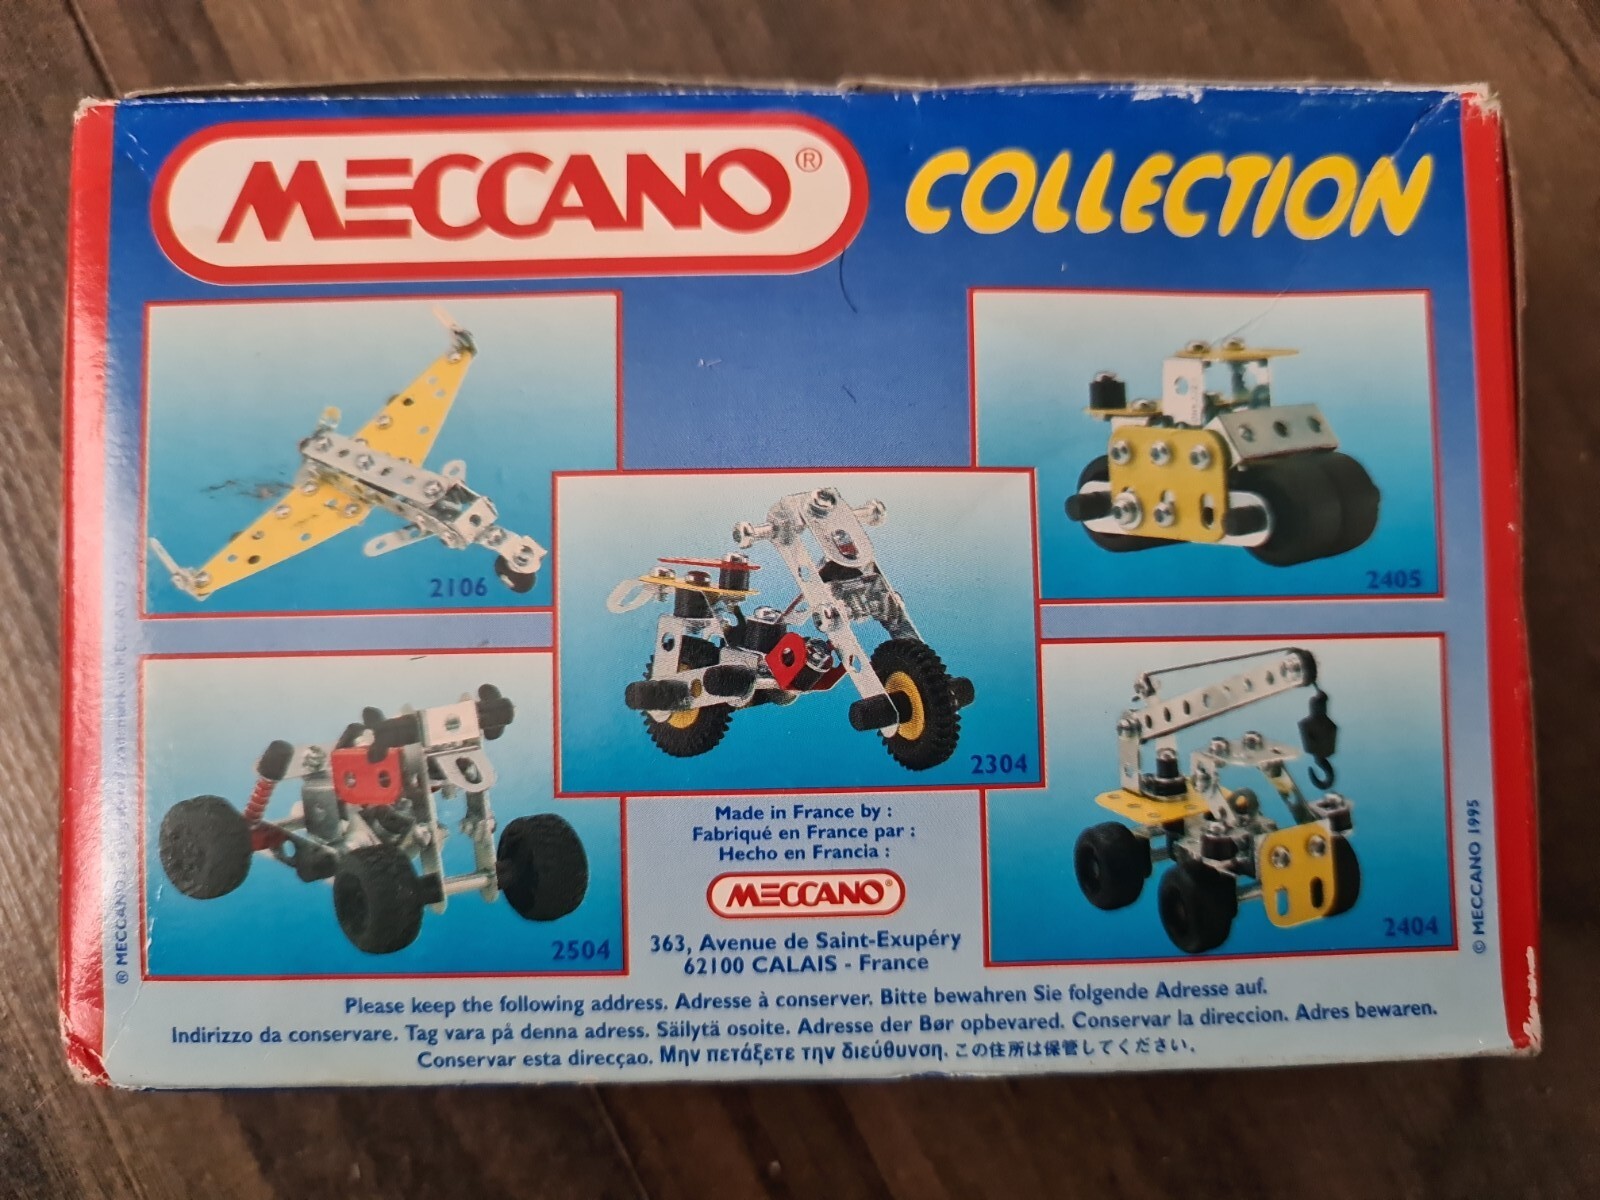 MECCANO®
COLLECTION
2106
2405
2304
2504
2404
Made in France by :
Fabriqué en France par :
Hecho en Francia :
MECCANO®
363, Avenue de Saint-Exupéry
62100 CALAIS - France
Please keep the following address. Adresse à conserver. Bitte bewahren Sie folgende Adresse auf.
Indirizzo da conservare. Tag vara på denna adress. Säilytä osoite. Adresse der Bør opbevared. Conservar la direccion. Adres bewaren.
Conservar esta direcçao. Μην πετάξετε την διεύθυνση. この住所は保管してください.
® MECCANO
© MECCANO 1995